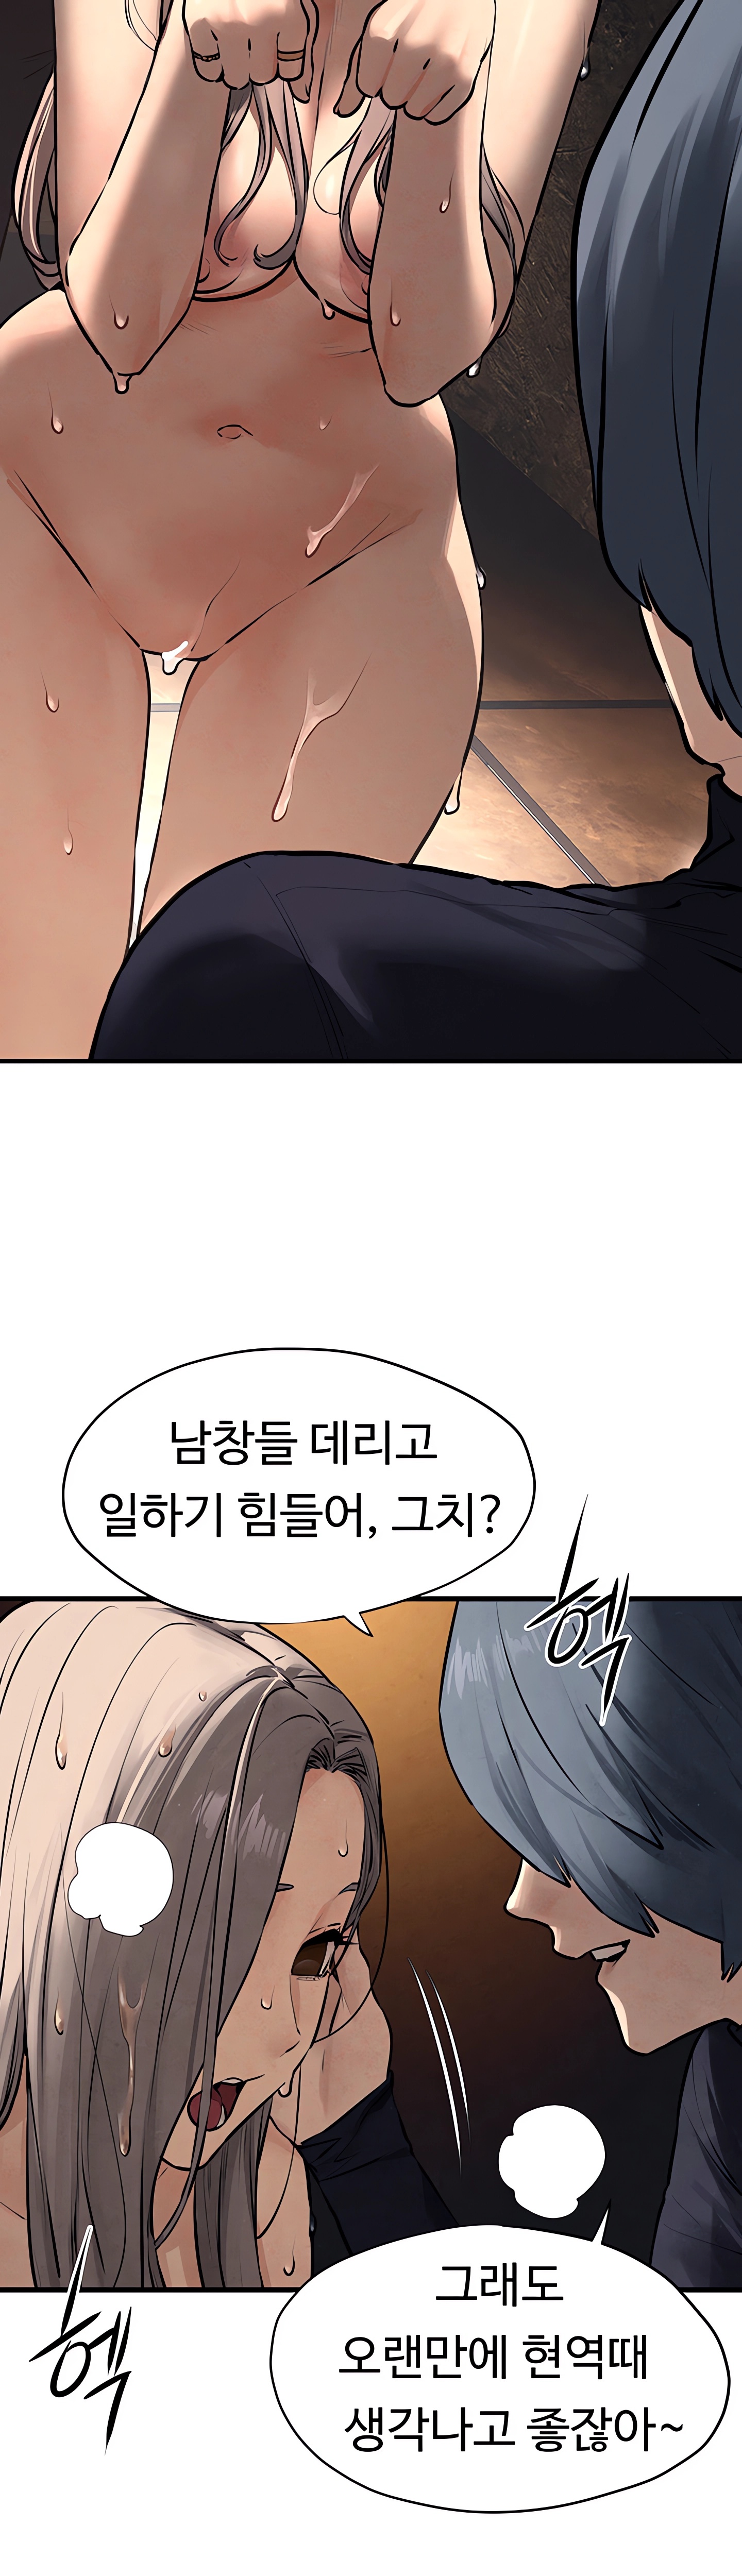 남창들 데리고
일하기 힘들어, 그치?
헉
헉
그래도
오랜만에 현역때
생각나고 좋잖아~